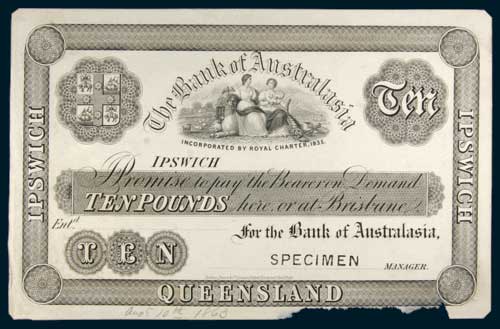 The Bank of Australasia
INCORPORATED BY ROYAL CHARTER, 1835.
Ten
IPSWICH
IPSWICH
IPSWICH
Promise to pay the Bearer on Demand
TEN POUNDS here, or at Brisbane
Entd.
For the Bank of Australasia,
TEN
SPECIMEN
MANAGER.
QUEENSLAND
Augt 10th 1863